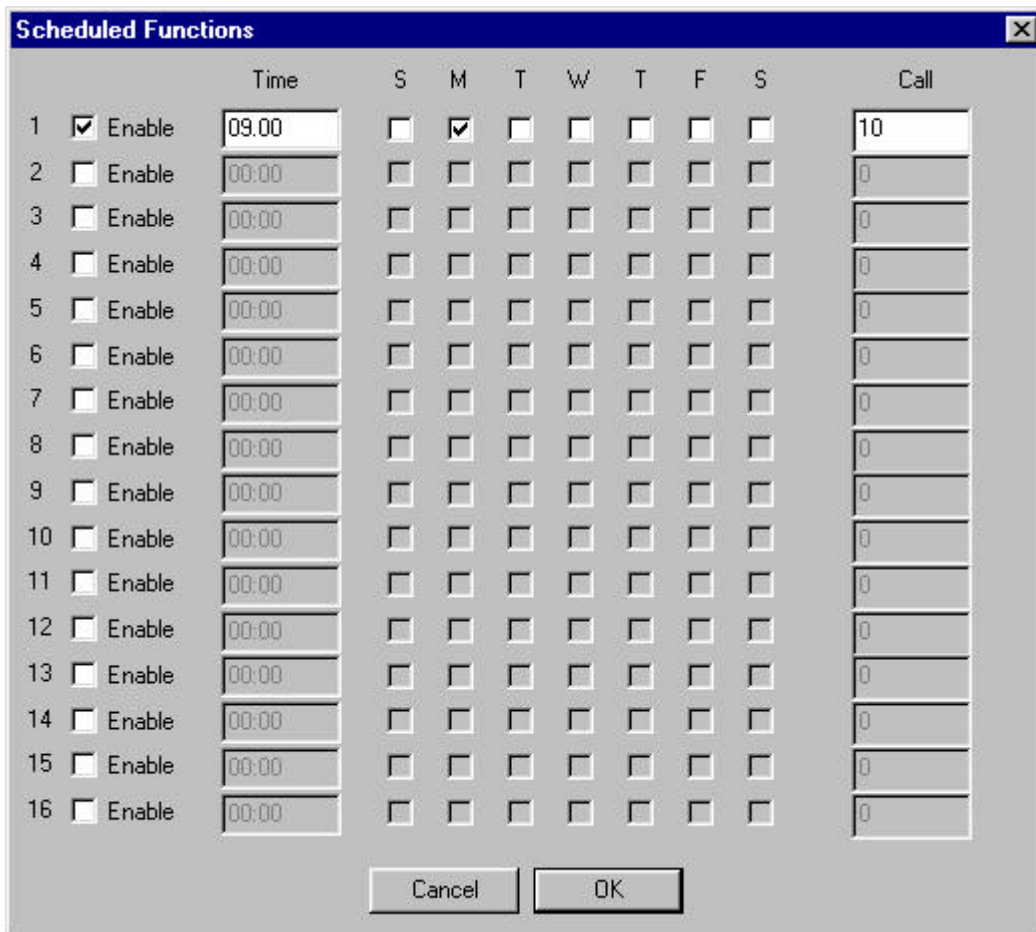 Scheduled Functions
Time S M T W T F S Call
1 Enable 09.00 10
2 Enable 00:00 0
3 Enable 00:00 0
4 Enable 00:00 0
5 Enable 00:00 0
6 Enable 00:00 0
7 Enable 00:00 0
8 Enable 00:00 0
9 Enable 00:00 0
10 Enable 00:00 0
11 Enable 00:00 0
12 Enable 00:00 0
13 Enable 00:00 0
14 Enable 00:00 0
15 Enable 00:00 0
16 Enable 00:00 0
Cancel OK